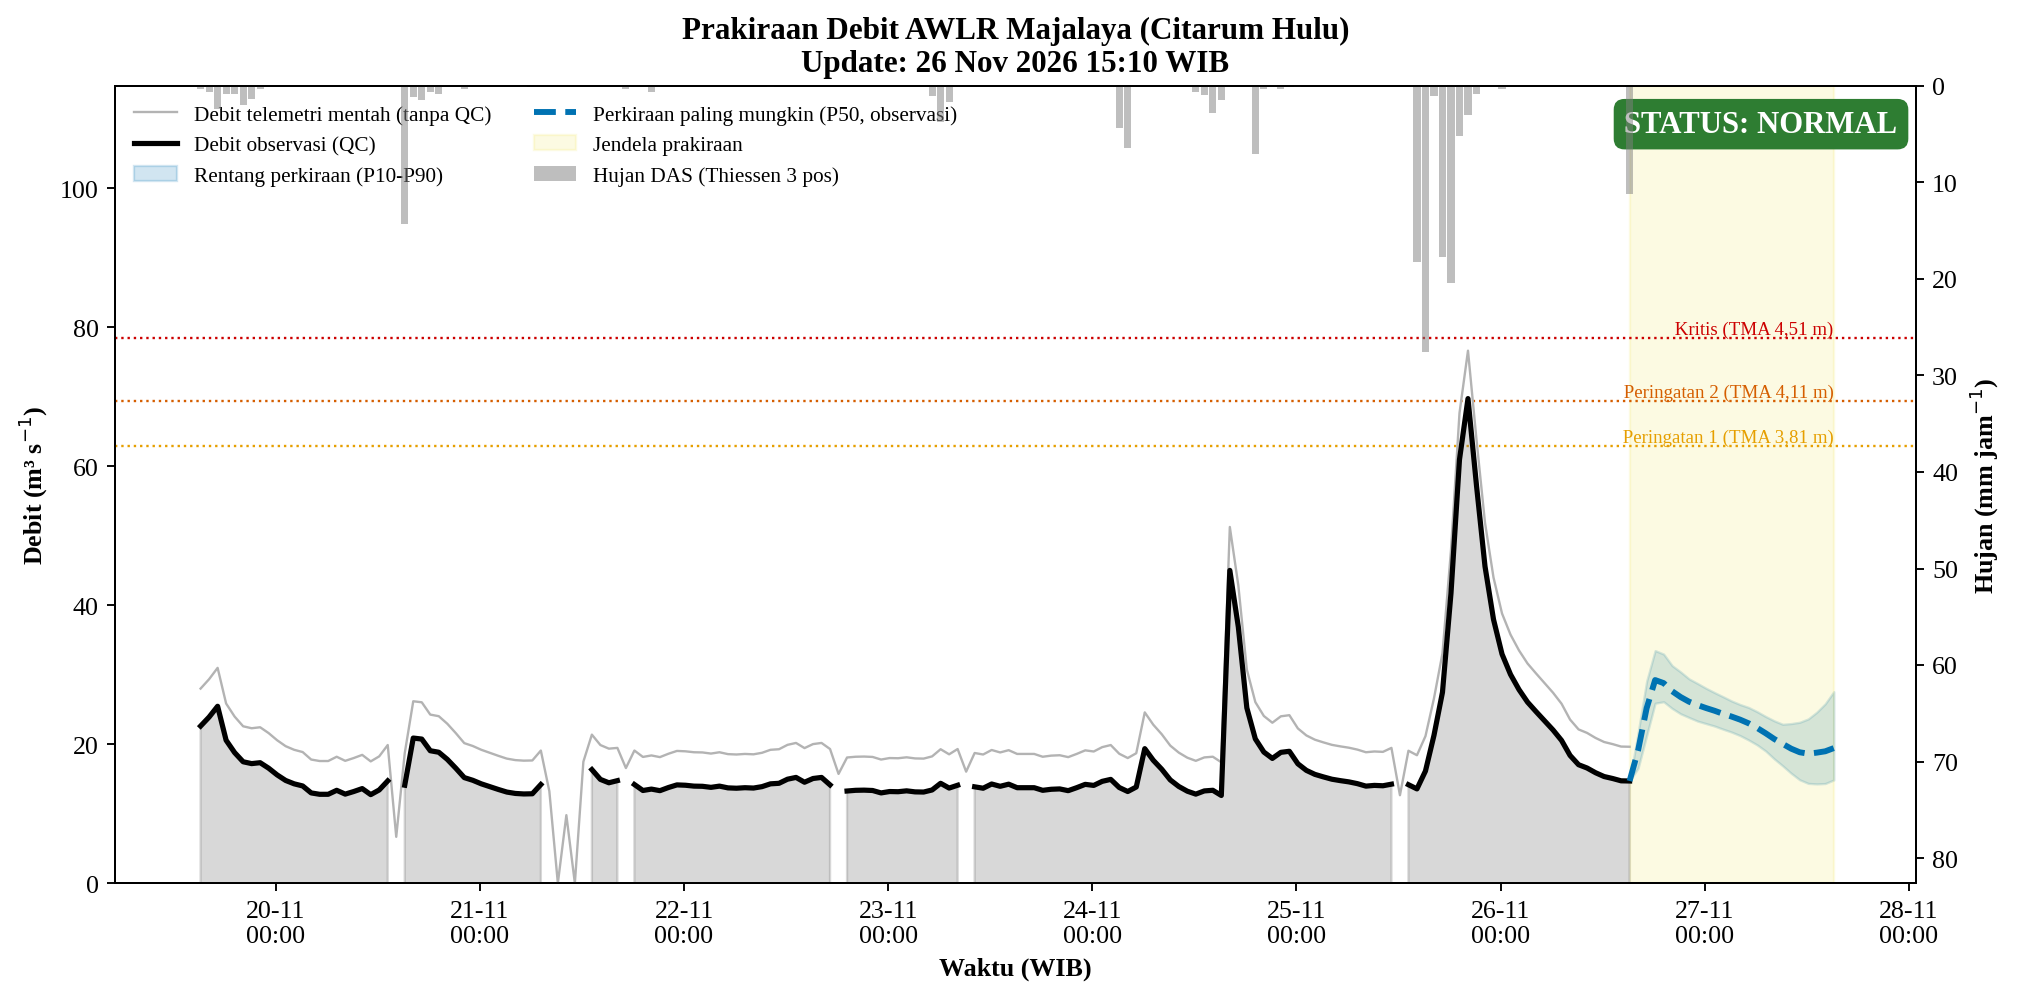 Prakiraan Debit AWLR Majalaya (Citarum Hulu)
Update: 26 Nov 2026 15:10 WIB
Debit telemetri mentah (tanpa QC)
Debit observasi (QC)
Rentang perkiraan (P10-P90)
Perkiraan paling mungkin (P50, observasi)
Jendela prakiraan
Hujan DAS (Thiessen 3 pos)
STATUS: NORMAL
Kritis (TMA 4,51 m)
Peringatan 2 (TMA 4,11 m)
Peringatan 1 (TMA 3,81 m)
Debit (m³ s⁻¹)
100
80
60
40
20
0
Hujan (mm jam⁻¹)
0
10
20
30
40
50
60
70
80
20-11
00:00
21-11
00:00
22-11
00:00
23-11
00:00
24-11
00:00
25-11
00:00
26-11
00:00
27-11
00:00
28-11
00:00
Waktu (WIB)